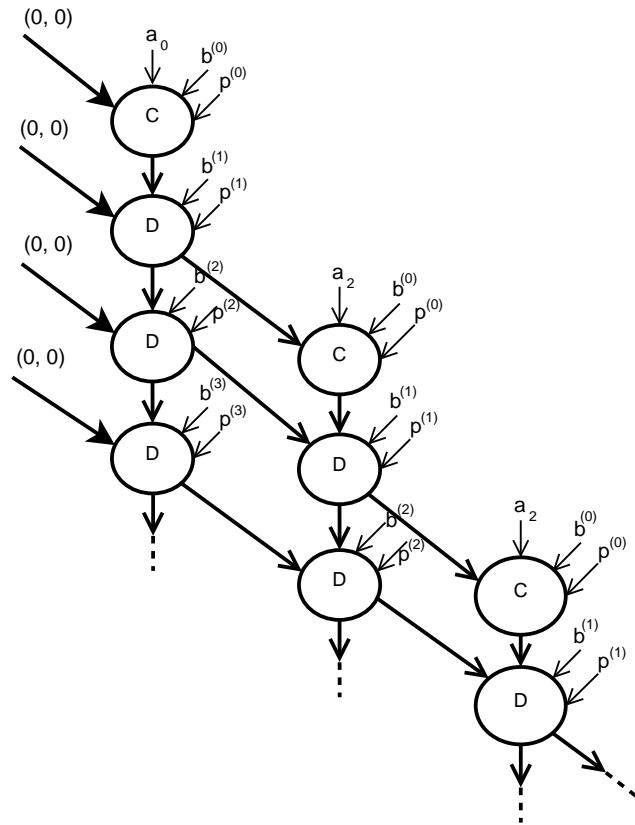 (0, 0)
a₀
b⁽⁰⁾
p⁽⁰⁾
C
(0, 0)
b⁽¹⁾
p⁽¹⁾
D
(0, 0)
b⁽²⁾
p⁽²⁾
D
a₂
b⁽⁰⁾
p⁽⁰⁾
C
(0, 0)
b⁽³⁾
p⁽³⁾
D
b⁽¹⁾
p⁽¹⁾
D
b⁽²⁾
p⁽²⁾
D
a₂
b⁽⁰⁾
p⁽⁰⁾
C
b⁽¹⁾
p⁽¹⁾
D